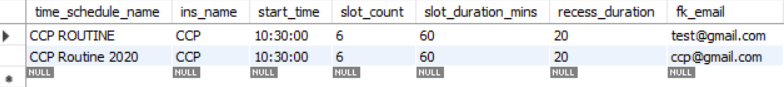 time_schedule_name ins_name start_time slot_count slot_duration_mins recess_duration fk_email
CCP ROUTINE CCP 10:30:00 6 60 20 test@gmail.com
CCP Routine 2020 CCP 10:30:00 6 60 20 ccp@gmail.com
NULL NULL NULL NULL NULL NULL NULL